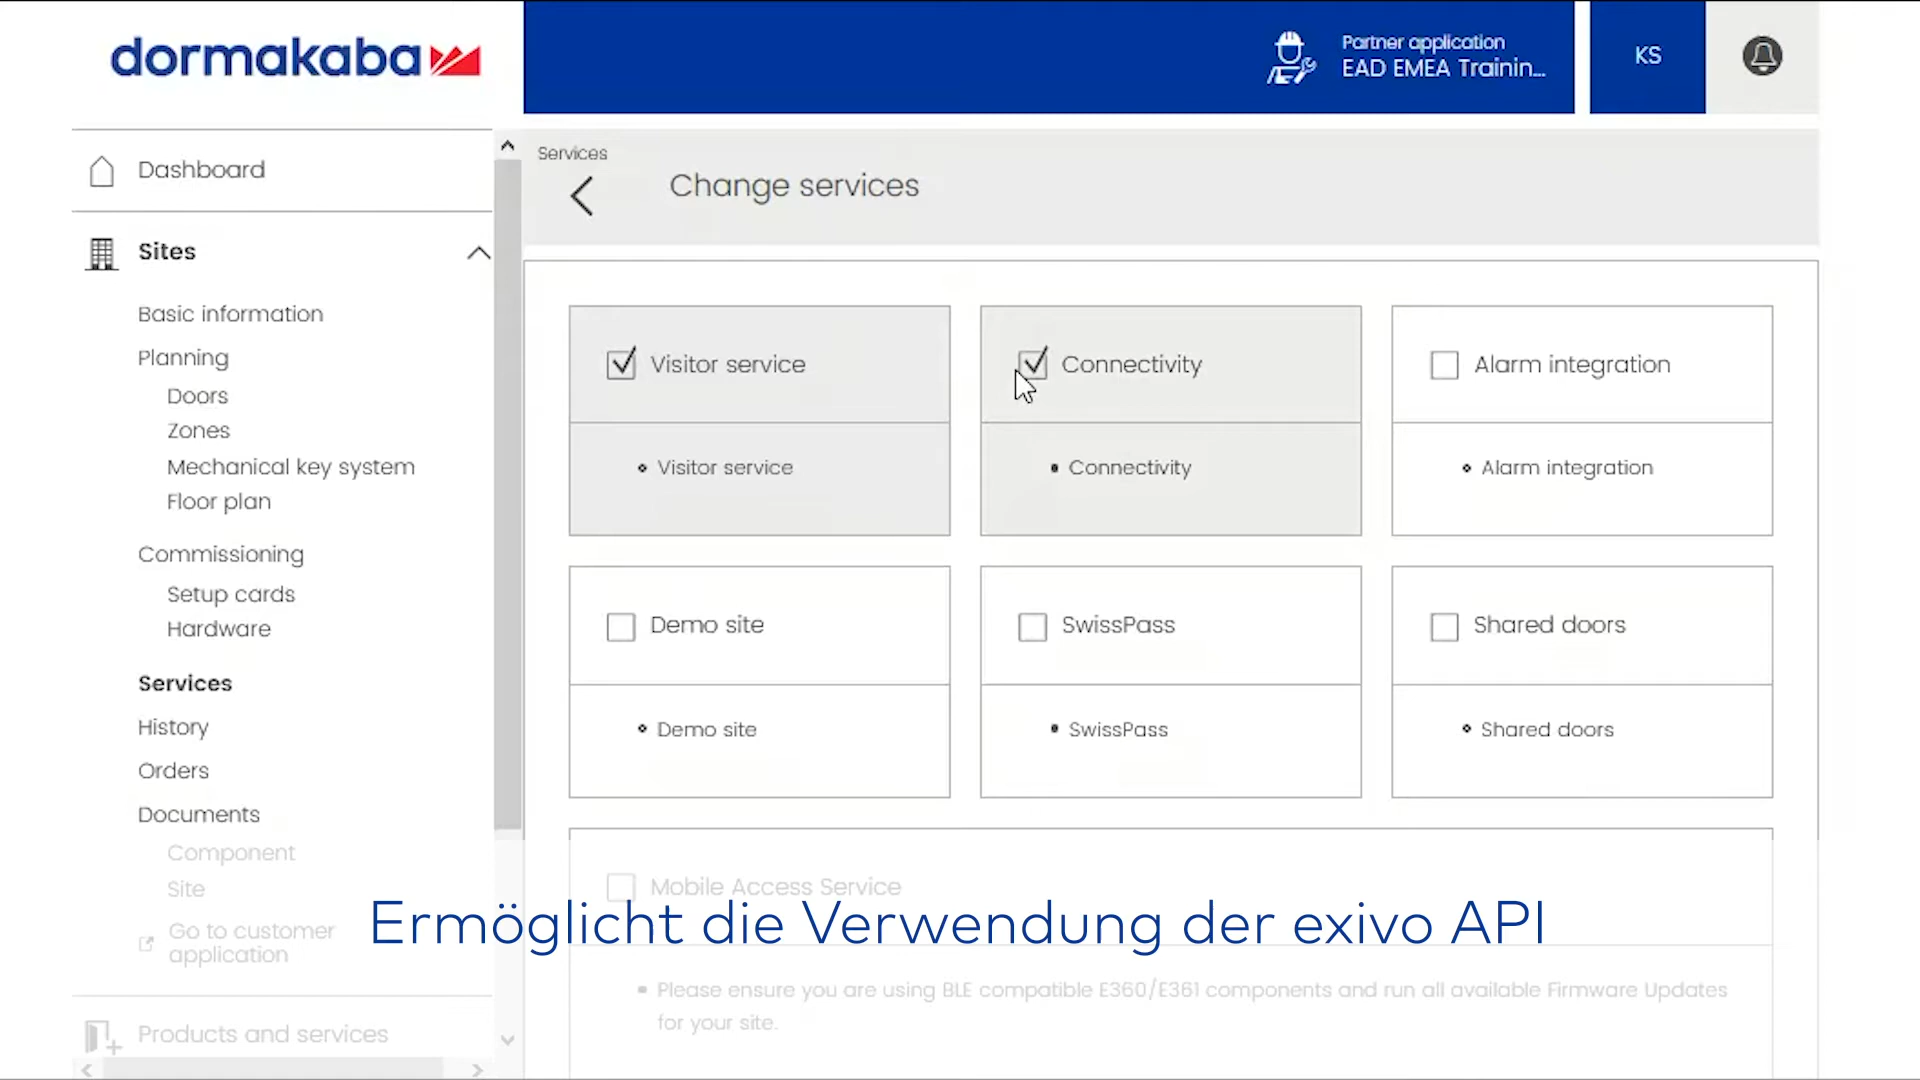 dormakaba
Partner application
EAD EMEA Trainin...
KS
Dashboard
Sites
Basic information
Planning
Doors
Zones
Mechanical key system
Floor plan
Commissioning
Setup cards
Hardware
Services
History
Orders
Documents
Component
Site
Go to customer
application
Products and services
Services
Change services
Visitor service
• Visitor service
Connectivity
• Connectivity
Alarm integration
• Alarm integration
Demo site
• Demo site
SwissPass
• SwissPass
Shared doors
• Shared doors
Mobile Access Service
• Please ensure you are using BLE compatible E360/E361 components and run all available Firmware Updates
for your site.
Ermöglicht die Verwendung der exivo API